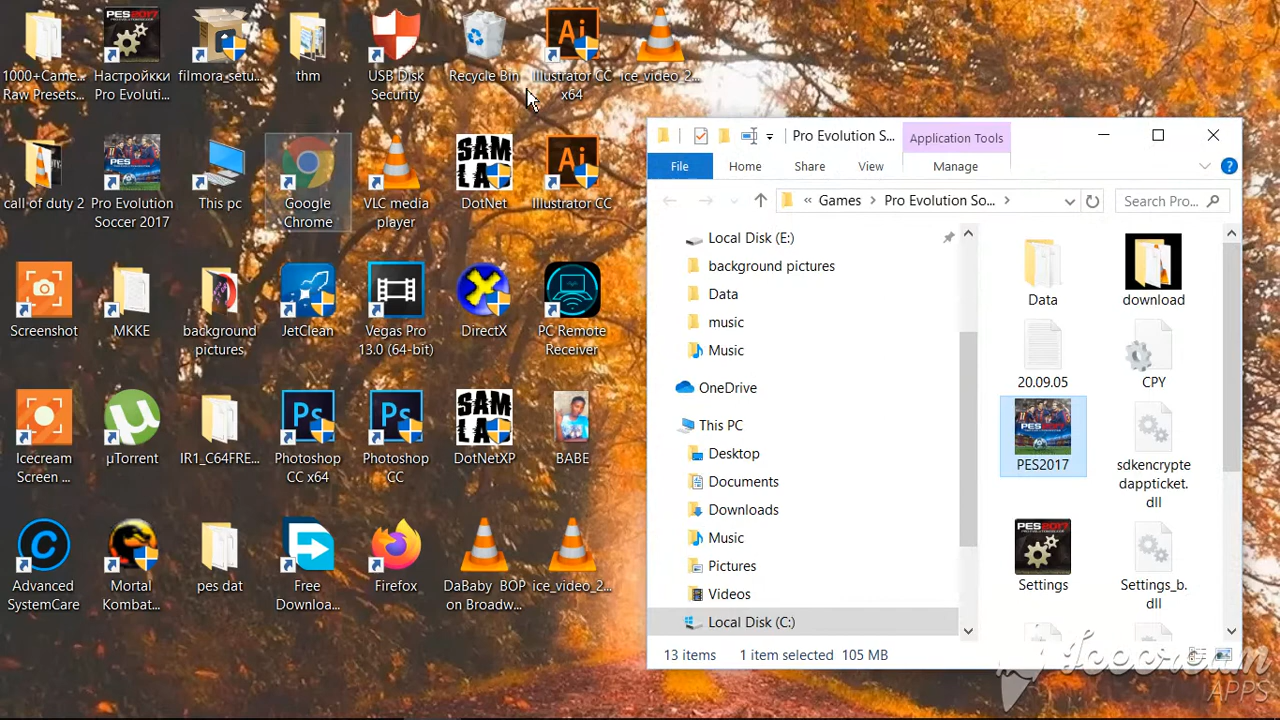 1000+Came...
Raw Presets...
Настройкки
Pro Evoluti...
filmora_setu...
thm
USB Disk
Security
Recycle Bin
Illustrator CC
x64
ice_video_2...
call of duty 2
Pro Evolution
Soccer 2017
This pc
Google
Chrome
VLC media
player
DotNet
Illustrator CC
Screenshot
MKKE
background
pictures
JetClean
Vegas Pro
13.0 (64-bit)
DirectX
PC Remote
Receiver
Icecream
Screen ...
µTorrent
IR1_C64FRE...
Photoshop
CC x64
Photoshop
CC
DotNetXP
BABE
Advanced
SystemCare
Mortal
Kombat...
pes dat
Free
Downloa...
Firefox
DaBaby BOP
on Broadw...
ice_video_2...
Pro Evolution S...
Application Tools
File
Home
Share
View
Manage
« Games
Pro Evolution So...
Search Pro...
Local Disk (E:)
background pictures
Data
music
Music
OneDrive
This PC
Desktop
Documents
Downloads
Music
Pictures
Videos
Local Disk (C:)
Data
download
20.09.05
CPY
PES2017
sdkencrypte
dappticket.
dll
Settings
Settings_b.
dll
13 items
1 item selected 105 MB
Icecream
APPS